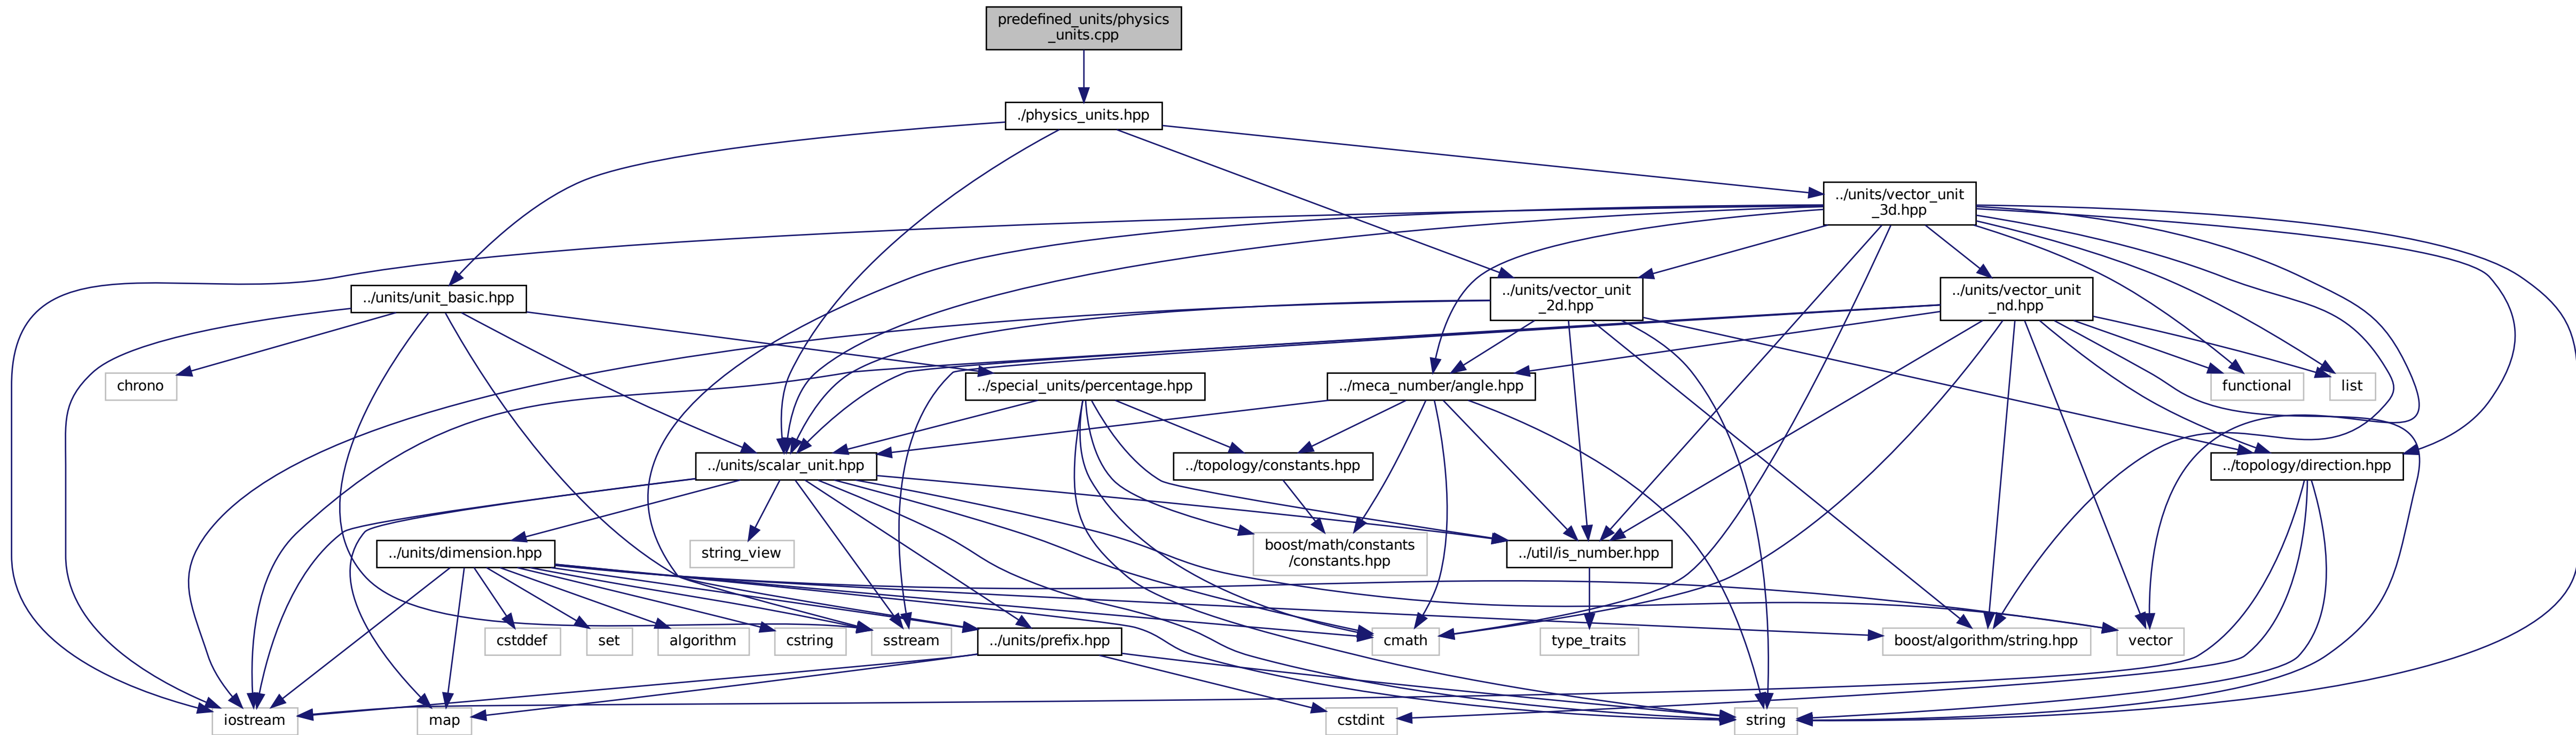 predefined_units/physics
_units.cpp
./physics_units.hpp
../units/vector_unit
_3d.hpp
../units/unit_basic.hpp
../units/vector_unit
_2d.hpp
../units/vector_unit
_nd.hpp
chrono
../special_units/percentage.hpp
../meca_number/angle.hpp
functional
list
../units/scalar_unit.hpp
../topology/constants.hpp
../topology/direction.hpp
../units/dimension.hpp
string_view
boost/math/constants
/constants.hpp
../util/is_number.hpp
cstddef
set
algorithm
cstring
sstream
../units/prefix.hpp
cmath
type_traits
boost/algorithm/string.hpp
vector
iostream
map
cstdint
string